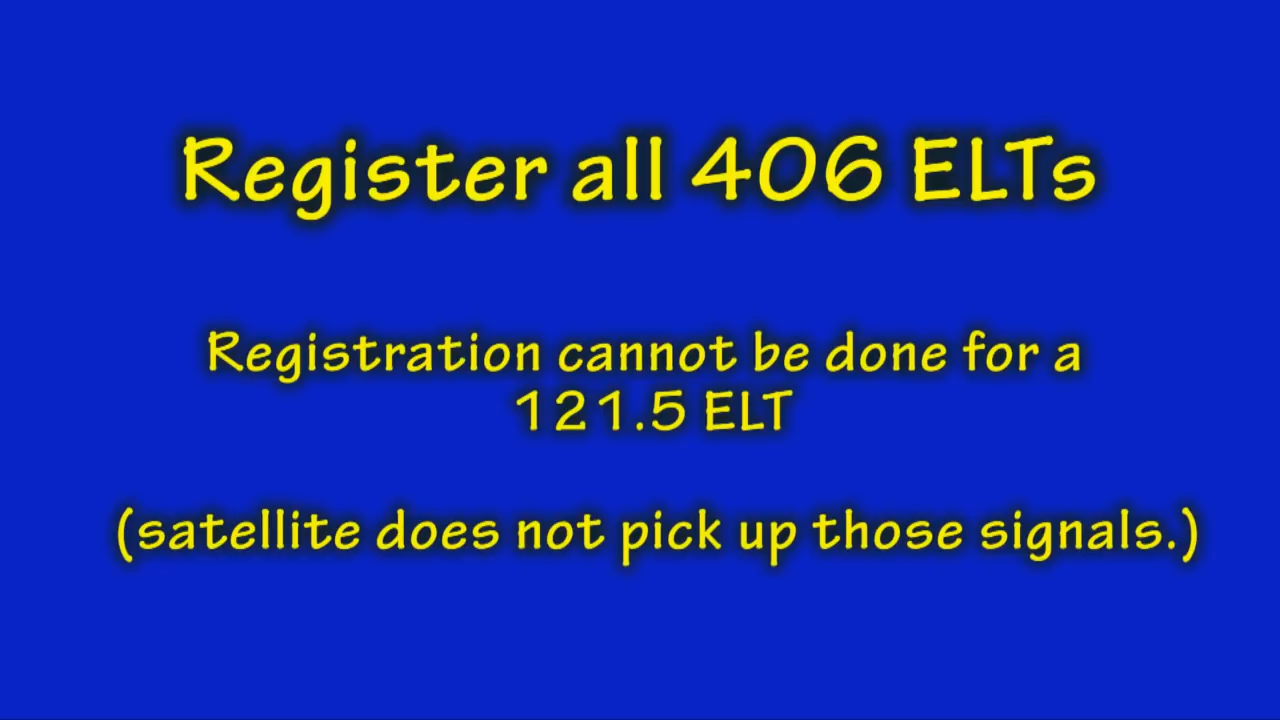 Register all 406 ELTs
Registration cannot be done for a
121.5 ELT
(satellite does not pick up those signals.)